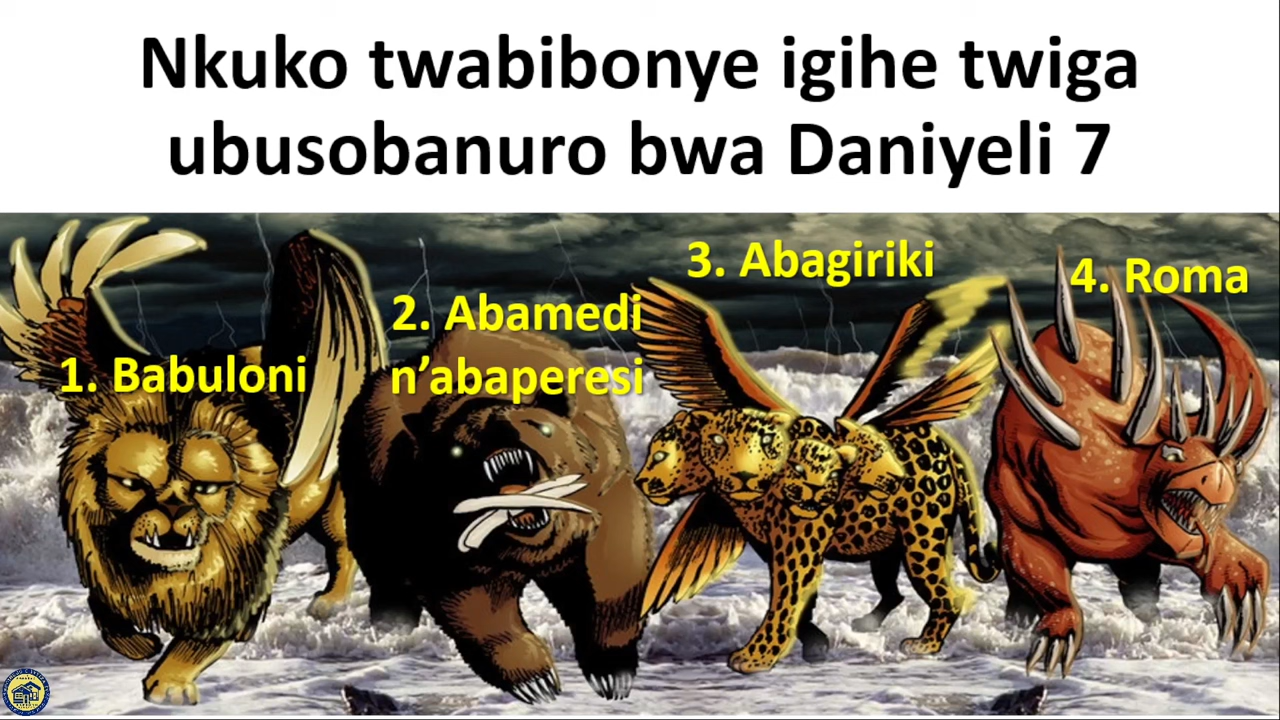 Nkuko twabibonye igihe twiga
ubusobanuro bwa Daniyeli 7
1. Babuloni
2. Abamedi
n’abaperesi
3. Abagiriki
4. Roma